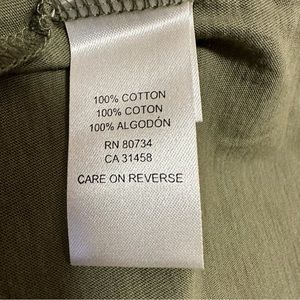 100% COTTON
100% COTON
100% ALGODÓN
RN 80734
CA 31458
CARE ON REVERSE